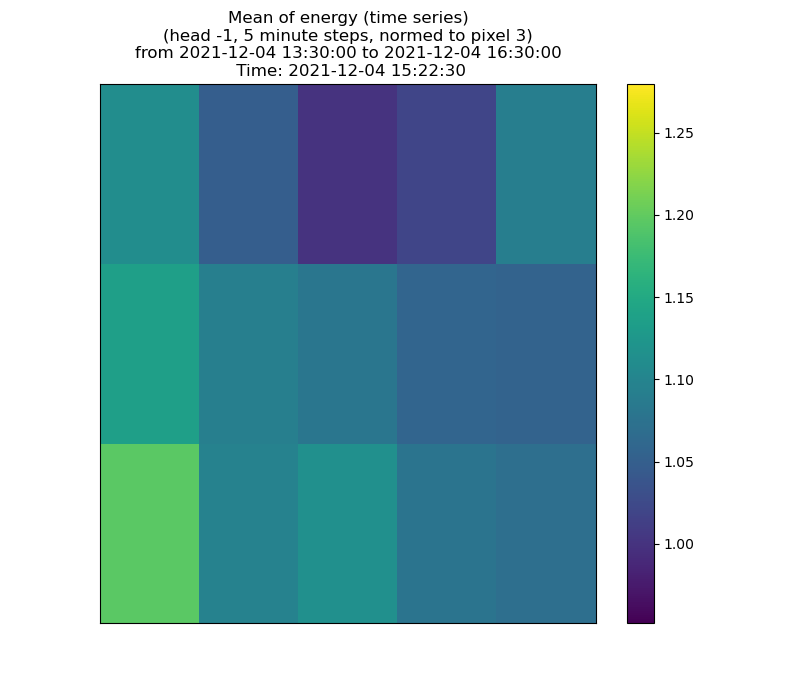 Mean of energy (time series)
(head -1, 5 minute steps, normed to pixel 3)
from 2021-12-04 13:30:00 to 2021-12-04 16:30:00
Time: 2021-12-04 15:22:30
1.25
1.20
1.15
1.10
1.05
1.00